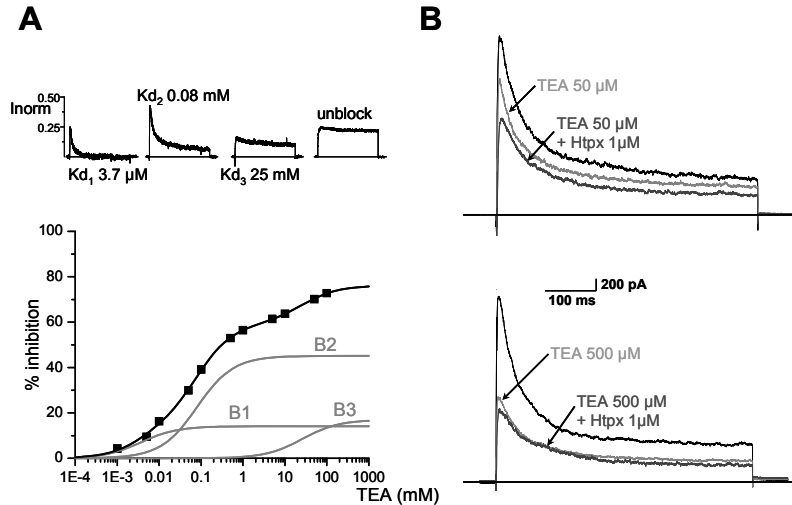 A
Inorm
0.50
0.25
Kd1 3.7 µM
Kd2 0.08 mM
Kd3 25 mM
unblock
% inhibition
100
80
60
40
20
0
B1
B2
B3
1E-4 1E-3 0.01 0.1 1 10 100 1000
TEA (mM)
B
TEA 50 µM
TEA 50 µM
+ Htpx 1µM
200 pA
100 ms
TEA 500 µM
TEA 500 µM
+ Htpx 1µM